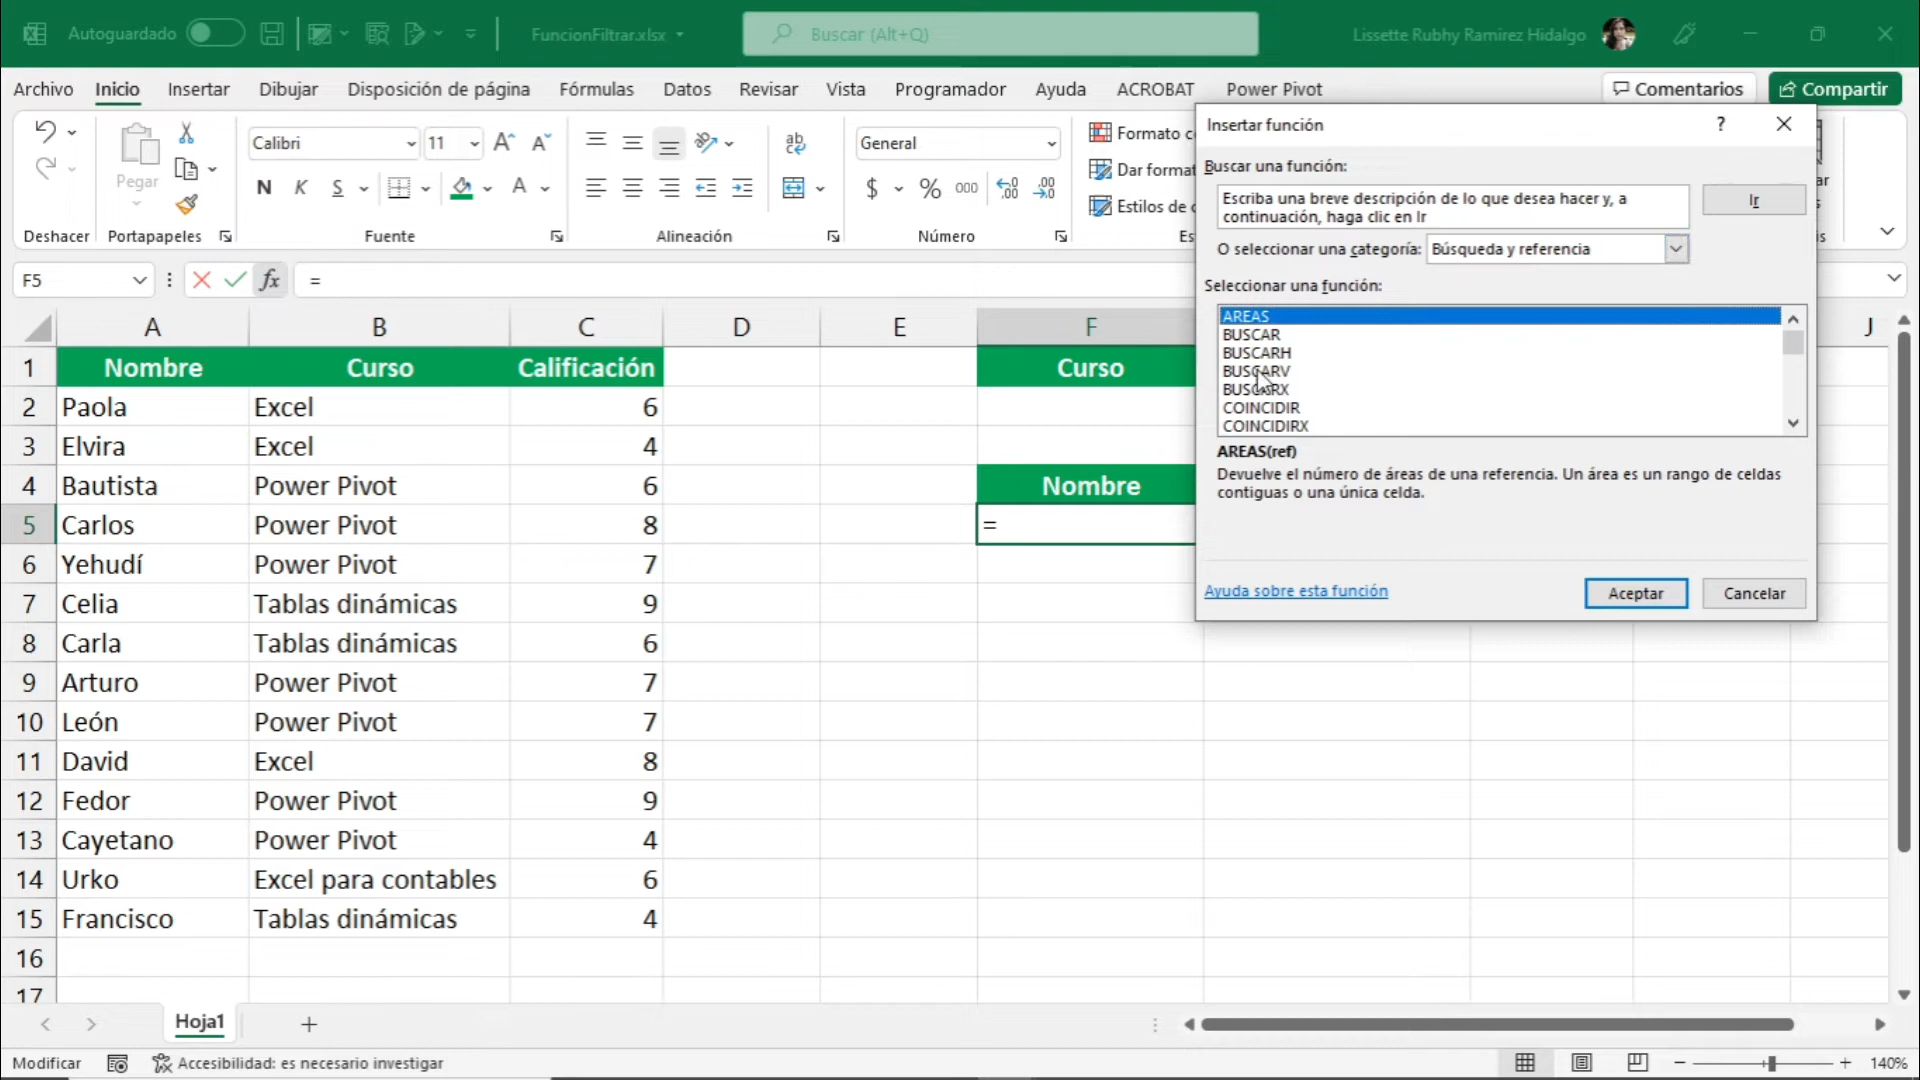 Autoguardado
FuncionFiltrar.xlsx
Buscar (Alt+Q)
Lissette Rubhy Ramirez Hidalgo
Archivo Inicio Insertar Dibujar Disposición de página Fórmulas Datos Revisar Vista Programador Ayuda ACROBAT Power Pivot
Comentarios
Compartir
Pegar
Calibri 11
N K S
General
$ % 000
Formato c
Dar format
Estilos de c
Deshacer Portapapeles Fuente Alineación Número Es
F5 fx =
A B C D E F J
1 Nombre Curso Calificación Curso
2 Paola Excel 6
3 Elvira Excel 4
4 Bautista Power Pivot 6 Nombre
5 Carlos Power Pivot 8 =
6 Yehudí Power Pivot 7
7 Celia Tablas dinámicas 9
8 Carla Tablas dinámicas 6
9 Arturo Power Pivot 7
10 León Power Pivot 7
11 David Excel 8
12 Fedor Power Pivot 9
13 Cayetano Power Pivot 4
14 Urko Excel para contables 6
15 Francisco Tablas dinámicas 4
16
17
Insertar función ?
Buscar una función:
Escriba una breve descripción de lo que desea hacer y, a
continuación, haga clic en Ir
Ir
O seleccionar una categoría: Búsqueda y referencia
Seleccionar una función:
AREAS
BUSCAR
BUSCARH
BUSCARV
BUSCARX
COINCIDIR
COINCIDIRX
AREAS(ref)
Devuelve el número de áreas de una referencia. Un área es un rango de celdas
contiguas o una única celda.
Ayuda sobre esta función
Aceptar
Cancelar
Hoja1
Modificar
Accesibilidad: es necesario investigar
140%